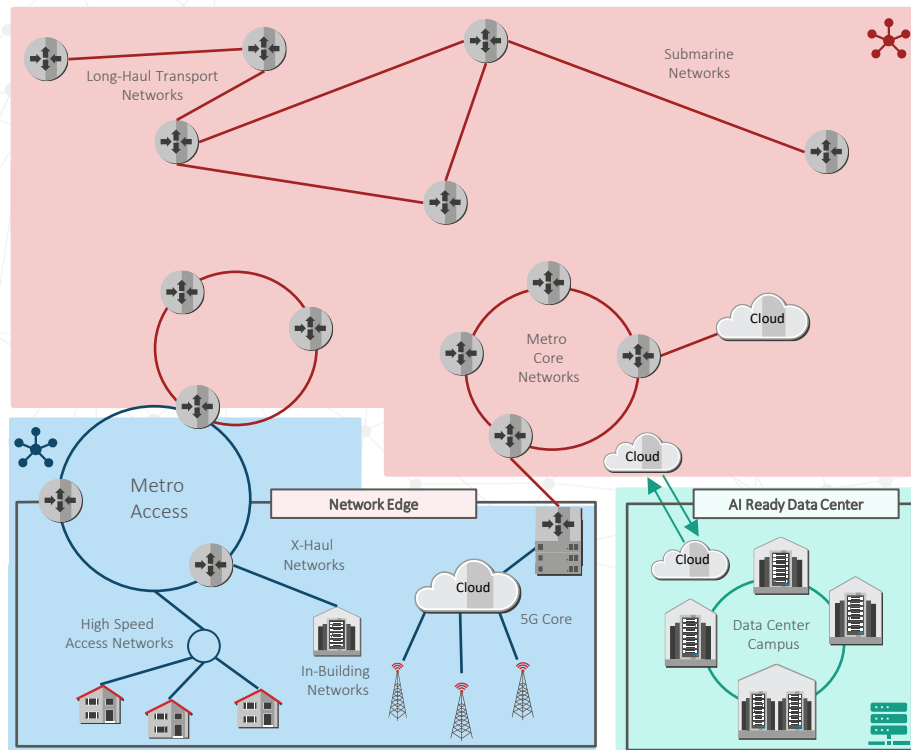 Long-Haul Transport
Networks
Submarine
Networks
Metro
Core
Networks
Cloud
Cloud
Metro
Access
Network Edge
AI Ready Data Center
X-Haul
Networks
Cloud
Cloud
5G Core
High Speed
Access Networks
In-Building
Networks
Data Center
Campus